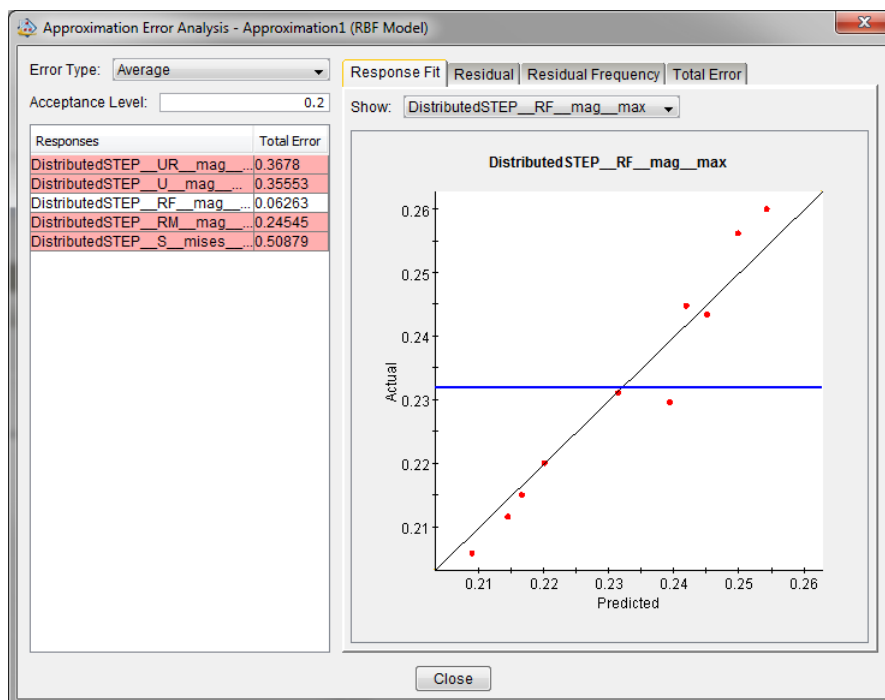 Approximation Error Analysis - Approximation1 (RBF Model)
Error Type: Average
Acceptance Level: 0.2
Responses Total Error
DistributedSTEP__UR__mag__... 0.3678
DistributedSTEP__U__mag__... 0.35553
DistributedSTEP__RF__mag__... 0.06263
DistributedSTEP__RM__mag__... 0.24545
DistributedSTEP__S__mises__... 0.50879
Response Fit Residual Residual Frequency Total Error
Show: DistributedSTEP__RF__mag__max
DistributedSTEP__RF__mag__max
0.26
0.25
0.24
0.23
0.22
0.21
Actual
0.21 0.22 0.23 0.24 0.25 0.26
Predicted
Close